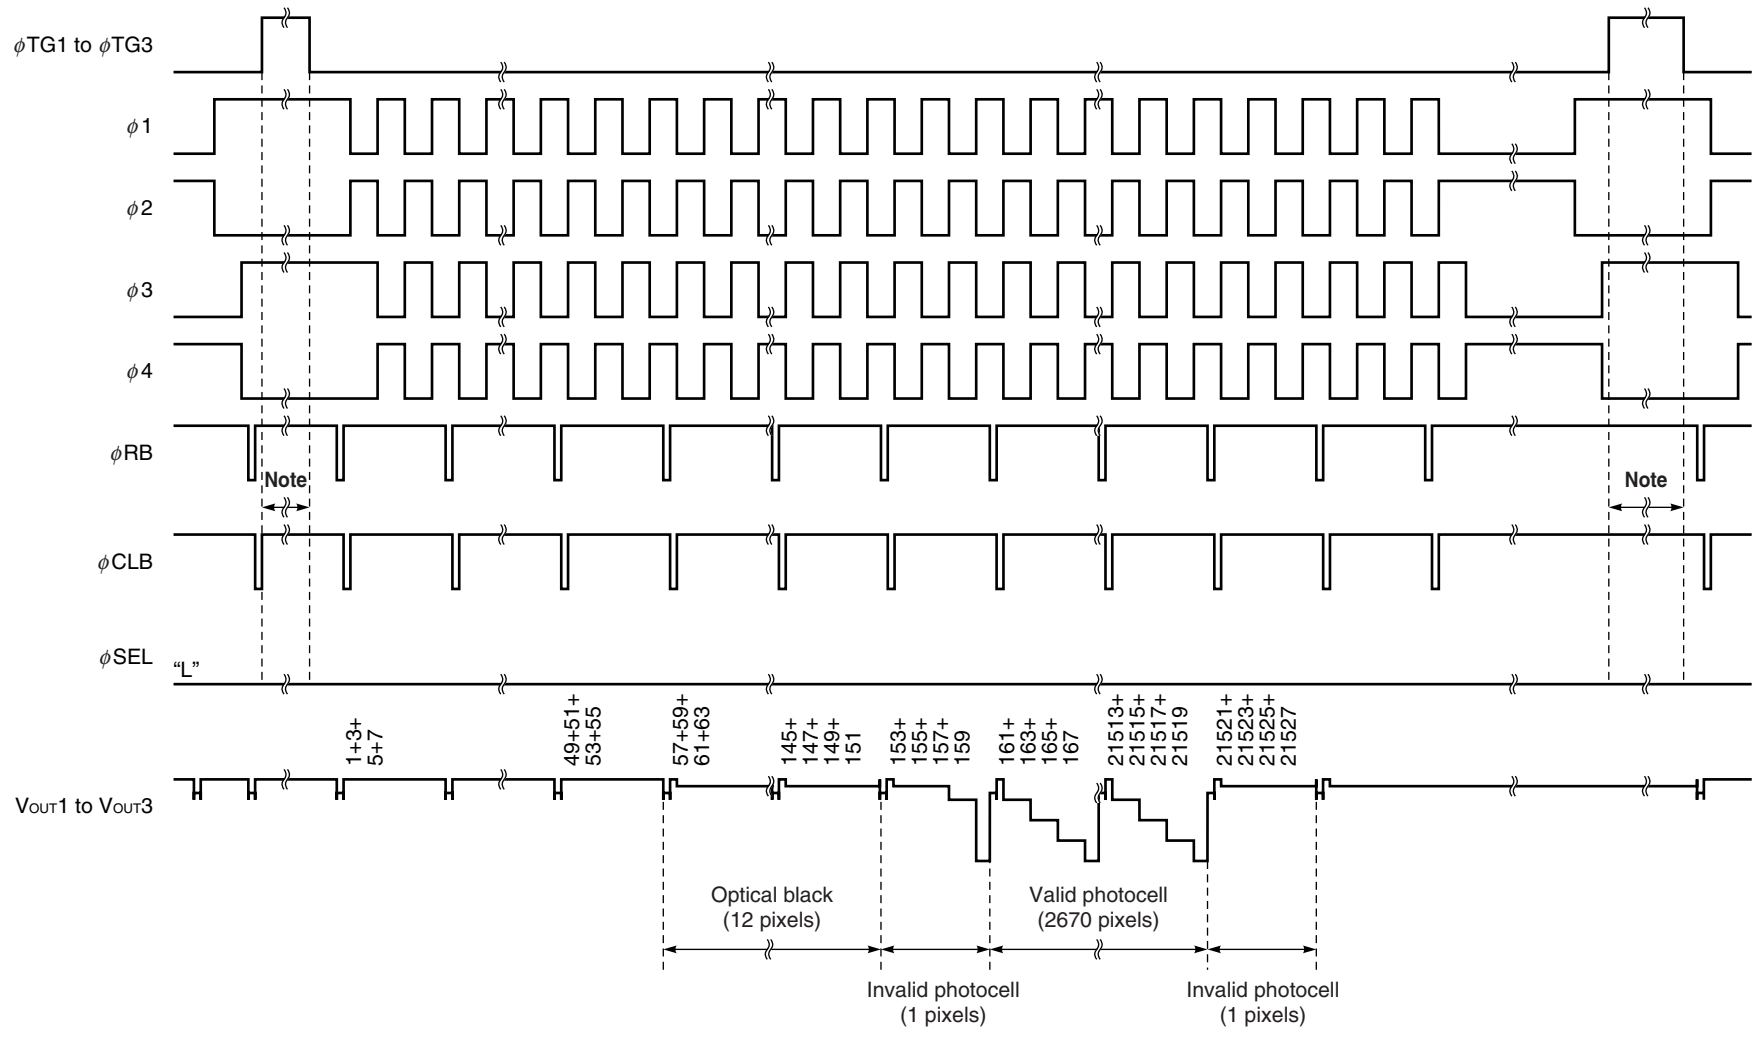 ϕTG1 to ϕTG3
ϕ1
ϕ2
ϕ3
ϕ4
ϕRB
Note
Note
ϕCLB
ϕSEL
“L”
1+3+
5+7
49+51+
53+55
57+59+
61+63
145+
147+
149+
151
153+
155+
157+
159
161+
163+
165+
167
21513+
21515+
21517+
21519
21521+
21523+
21525+
21527
VOUT1 to VOUT3
Optical black
(12 pixels)
Valid photocell
(2670 pixels)
Invalid photocell
(1 pixels)
Invalid photocell
(1 pixels)